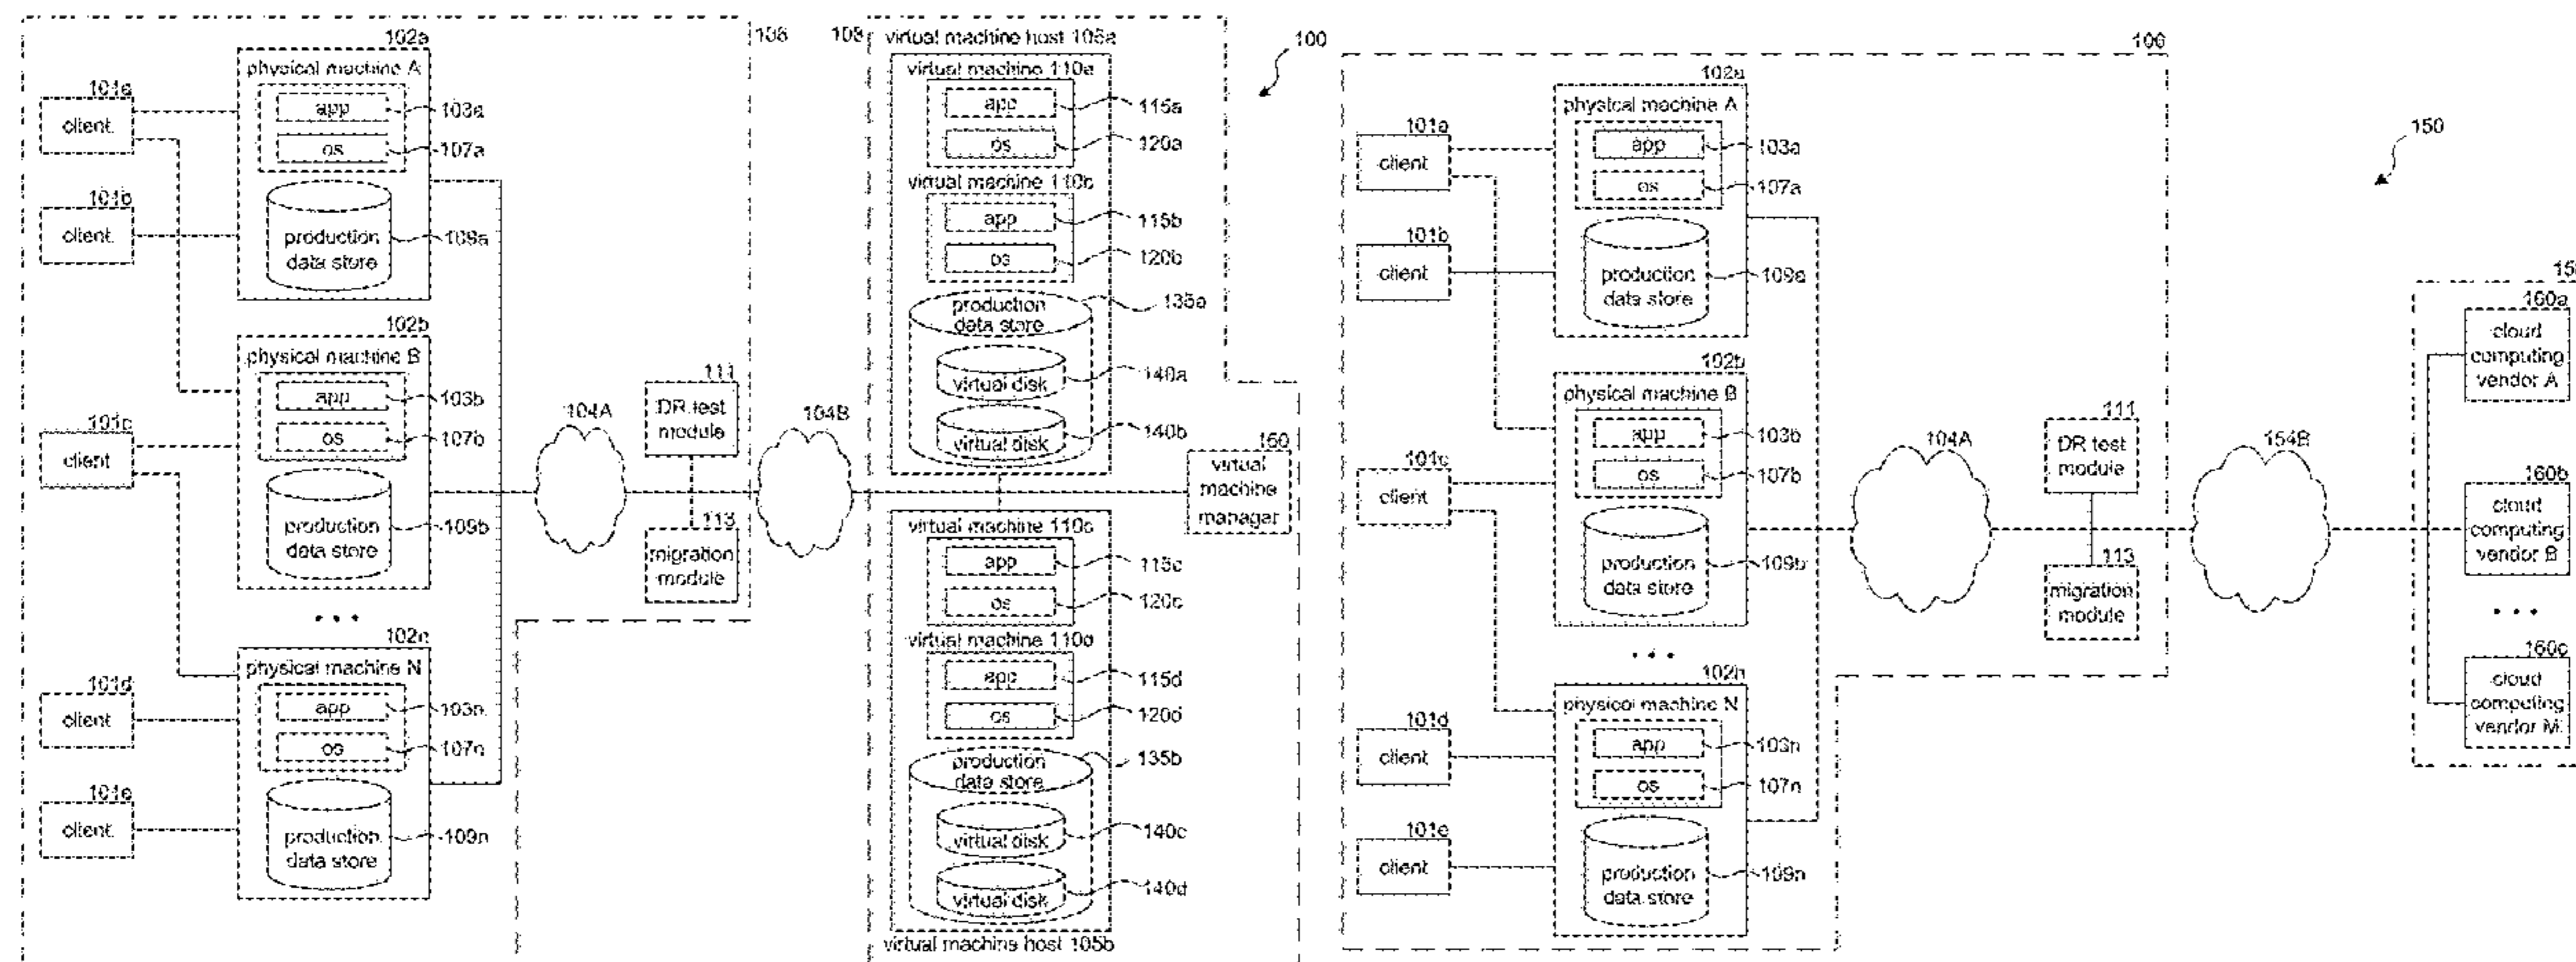 102a
106
108
virtual machine host 105a
100
physical machine A
101a
client
app
103a
os
107a
101b
client
production
data store
109a
102b
physical machine B
app
103b
os
107b
101c
client
production
data store
109b
• • •
102n
physical machine N
app
103n
os
107n
101d
client
101e
client
production
data store
109n
104A
111
DR test
module
113
migration
module
104B
virtual machine 110a
app
115a
os
120a
virtual machine 110b
app
115b
os
120b
production
data store
135a
virtual disk
140a
virtual disk
140b
virtual
machine
manager
virtual machine 110c
app
115c
os
120c
virtual machine 110d
app
115d
os
120d
production
data store
135b
virtual disk
140c
virtual disk
140d
virtual machine host 105b
106
150
102a
physical machine A
101a
client
app
103a
os
107a
101b
client
production
data store
109a
102b
physical machine B
app
103b
os
107b
101c
client
production
data store
109b
• • •
102n
physical machine N
app
103n
os
107n
101d
client
101e
client
production
data store
109n
104A
111
DR test
module
113
migration
module
154B
15
160a
cloud
computing
vendor A
160b
cloud
computing
vendor B
• • •
160c
cloud
computing
vendor M